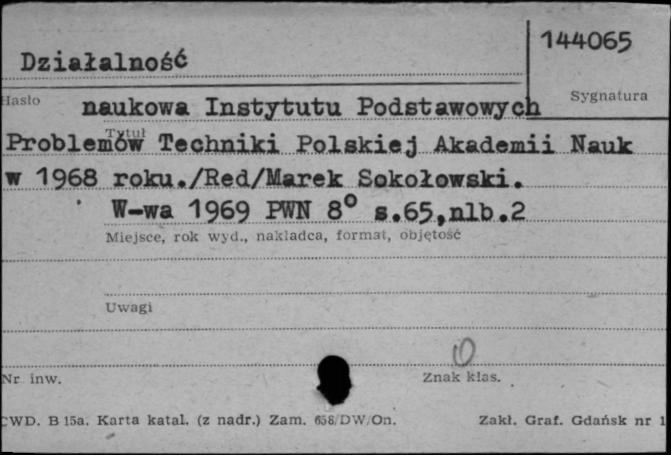 144065
Działalność
Hasło
Sygnatura
naukowa Instytutu Podstawowych
Tytuł
Problemów Techniki Polskiej Akademii Nauk
w 1968 roku./Red/Marek Sokołowski.
W-wa 1969 PWN 8° s.65,nlb.2
Miejsce, rok wyd., nakładca, format, objętość
Uwagi
10
Nr inw.
Znak klas.
CWD. B 15a. Karta katal. (z nadr.) Zam. 658/DW/On. Zakł. Graf. Gdańsk nr 1